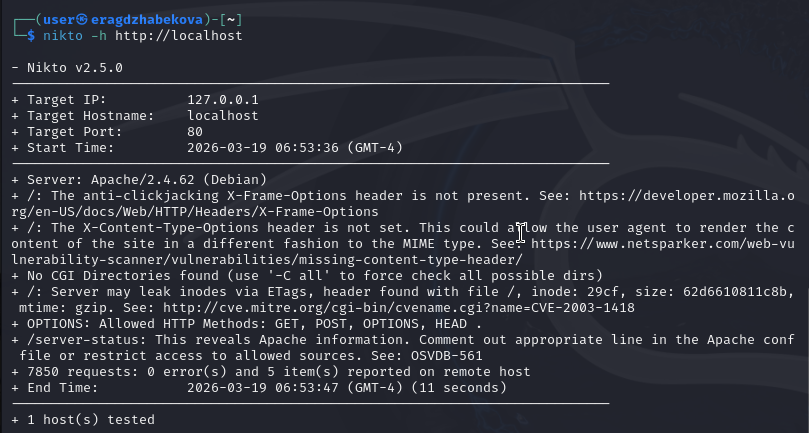 ┌──(user㉿eragdzhabekova)-[~]
└─$ nikto -h http://localhost
- Nikto v2.5.0
+ Target IP:          127.0.0.1
+ Target Hostname:    localhost
+ Target Port:        80
+ Start Time:         2026-03-19 06:53:36 (GMT-4)
+ Server: Apache/2.4.62 (Debian)
+ /: The anti-clickjacking X-Frame-Options header is not present. See: https://developer.mozilla.o
rg/en-US/docs/Web/HTTP/Headers/X-Frame-Options
+ /: The X-Content-Type-Options header is not set. This could allow the user agent to render the c
ontent of the site in a different fashion to the MIME type. See: https://www.netsparker.com/web-vu
lnerability-scanner/vulnerabilities/missing-content-type-header/
+ No CGI Directories found (use '-C all' to force check all possible dirs)
+ /: Server may leak inodes via ETags, header found with file /, inode: 29cf, size: 62d6610811c8b,
 mtime: gzip. See: http://cve.mitre.org/cgi-bin/cvename.cgi?name=CVE-2003-1418
+ OPTIONS: Allowed HTTP Methods: GET, POST, OPTIONS, HEAD .
+ /server-status: This reveals Apache information. Comment out appropriate line in the Apache conf
 file or restrict access to allowed sources. See: OSVDB-561
+ 7850 requests: 0 error(s) and 5 item(s) reported on remote host
+ End Time:           2026-03-19 06:53:47 (GMT-4) (11 seconds)
+ 1 host(s) tested